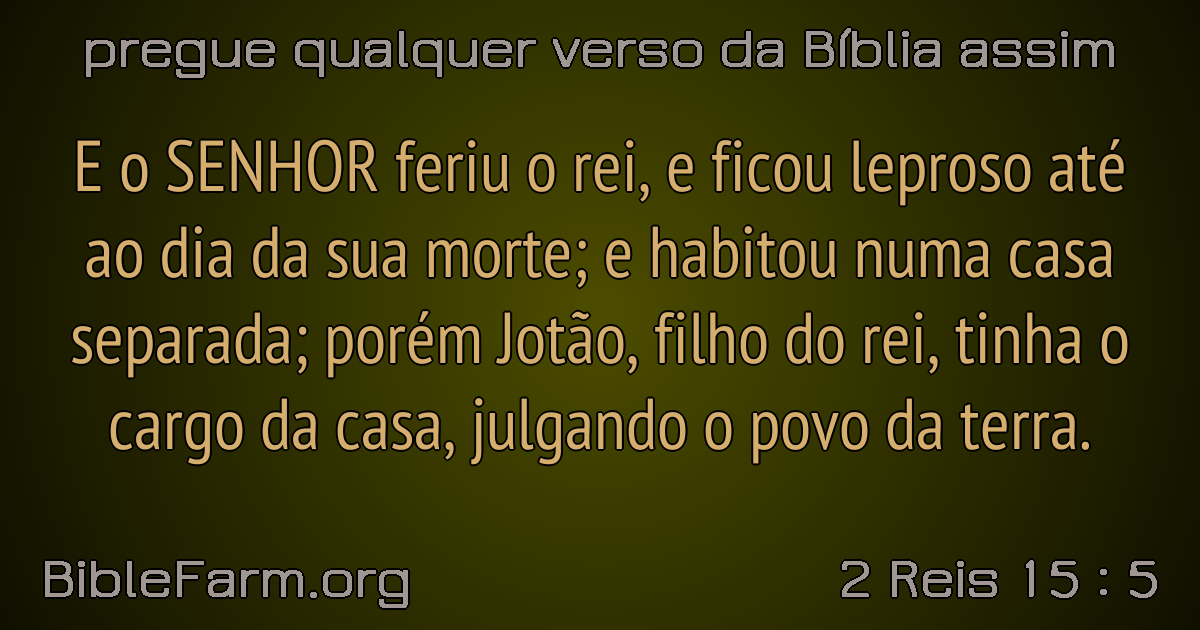 pregue qualquer verso da Bíblia assim
E o SENHOR feriu o rei, e ficou leproso até
ao dia da sua morte; e habitou numa casa
separada; porém Jotão, filho do rei, tinha o
cargo da casa, julgando o povo da terra.
BibleFarm.org
2 Reis 15 : 5